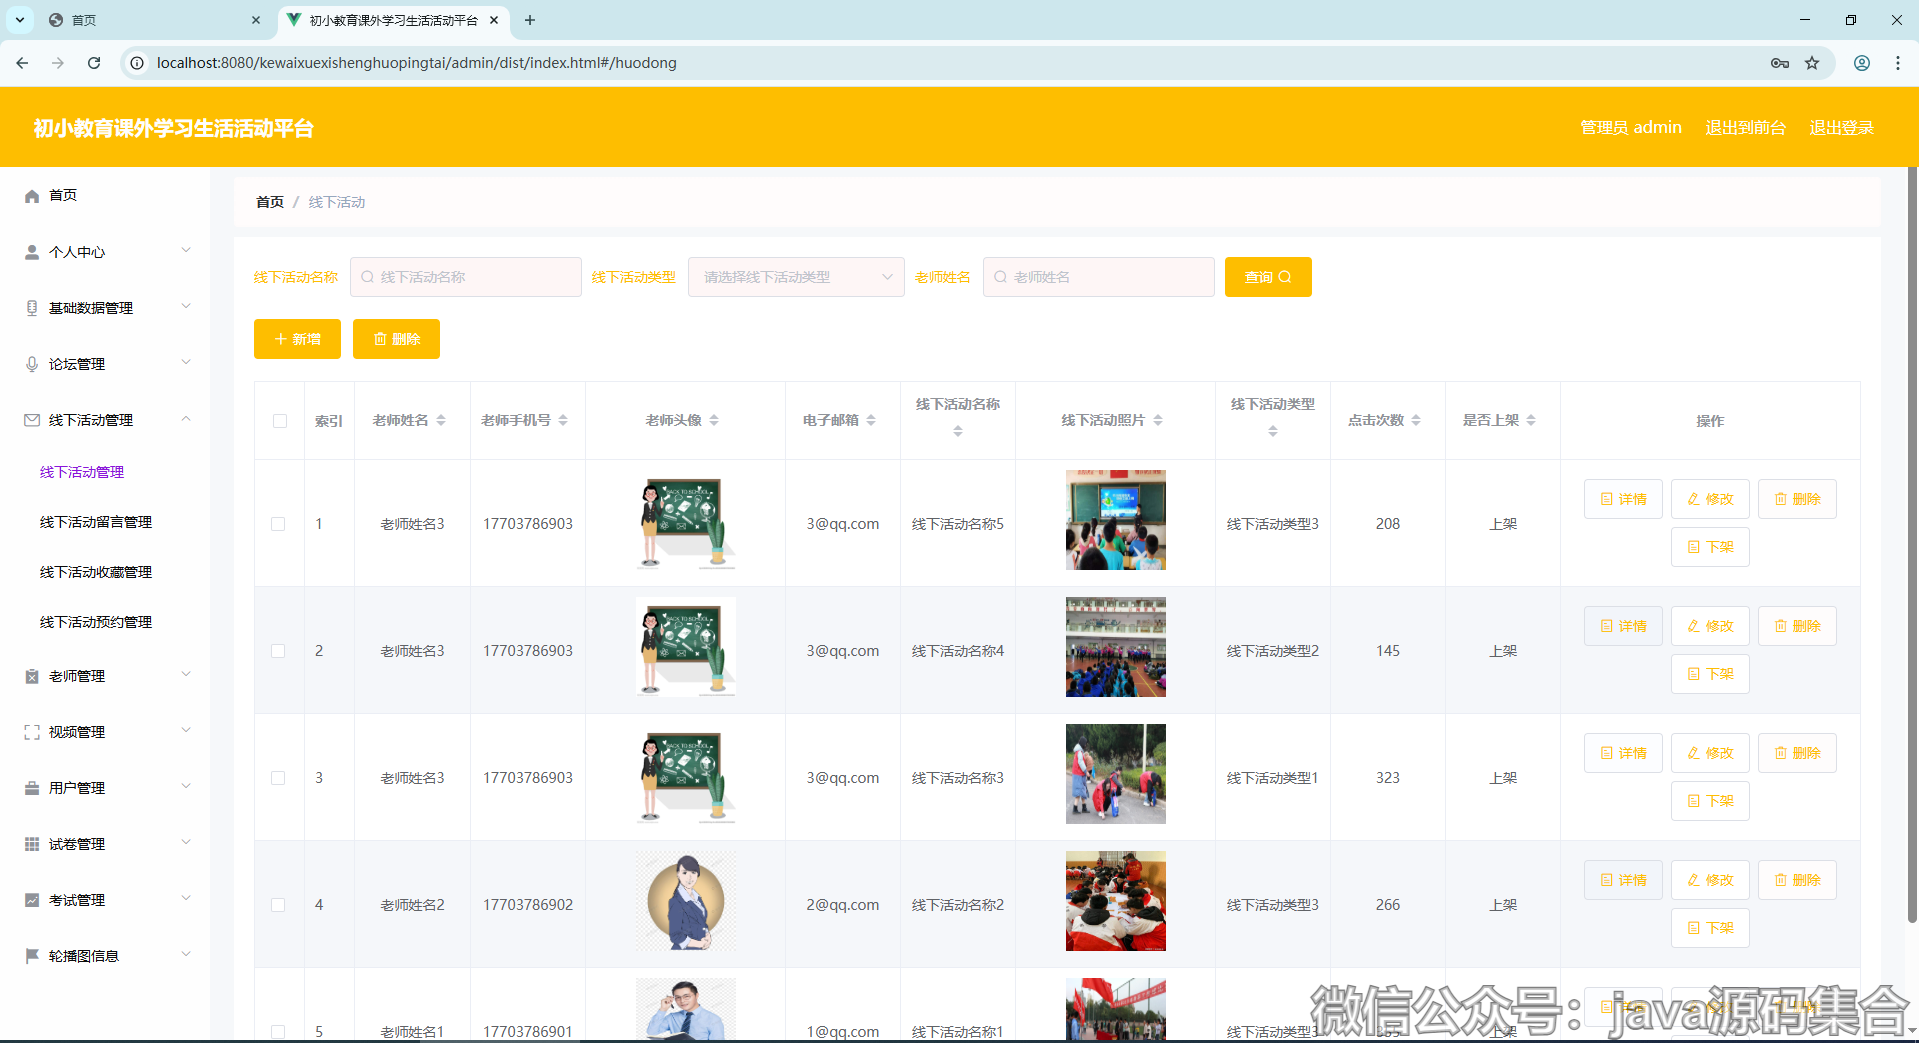 首页
初小教育课外学习生活活动平台
localhost:8080/kewaixuexishenghuopingtai/admin/dist/index.html#/huodong
初小教育课外学习生活活动平台
管理员 admin 退出到前台 退出登录
首页
个人中心
基础数据管理
论坛管理
线下活动管理
线下活动管理
线下活动留言管理
线下活动收藏管理
线下活动预约管理
老师管理
视频管理
用户管理
试卷管理
考试管理
轮播图信息
首页 / 线下活动
线下活动名称 线下活动名称 线下活动类型 请选择线下活动类型 老师姓名 老师姓名 查询
新增 删除
索引 老师姓名 老师手机号 老师头像 电子邮箱 线下活动名称 线下活动照片 线下活动类型 点击次数 是否上架 操作
1 老师姓名3 17703786903 3@qq.com 线下活动名称5 线下活动类型3 208 上架 详情 修改 删除
下架
2 老师姓名3 17703786903 3@qq.com 线下活动名称4 线下活动类型2 145 上架 详情 修改 删除
下架
3 老师姓名3 17703786903 3@qq.com 线下活动名称3 线下活动类型1 323 上架 详情 修改 删除
下架
4 老师姓名2 17703786902 2@qq.com 线下活动名称2 线下活动类型3 266 上架 详情 修改 删除
下架
5 老师姓名1 17703786901 1@qq.com 线下活动名称1 线下活动类型3 上架
微信公众号：java源码集合